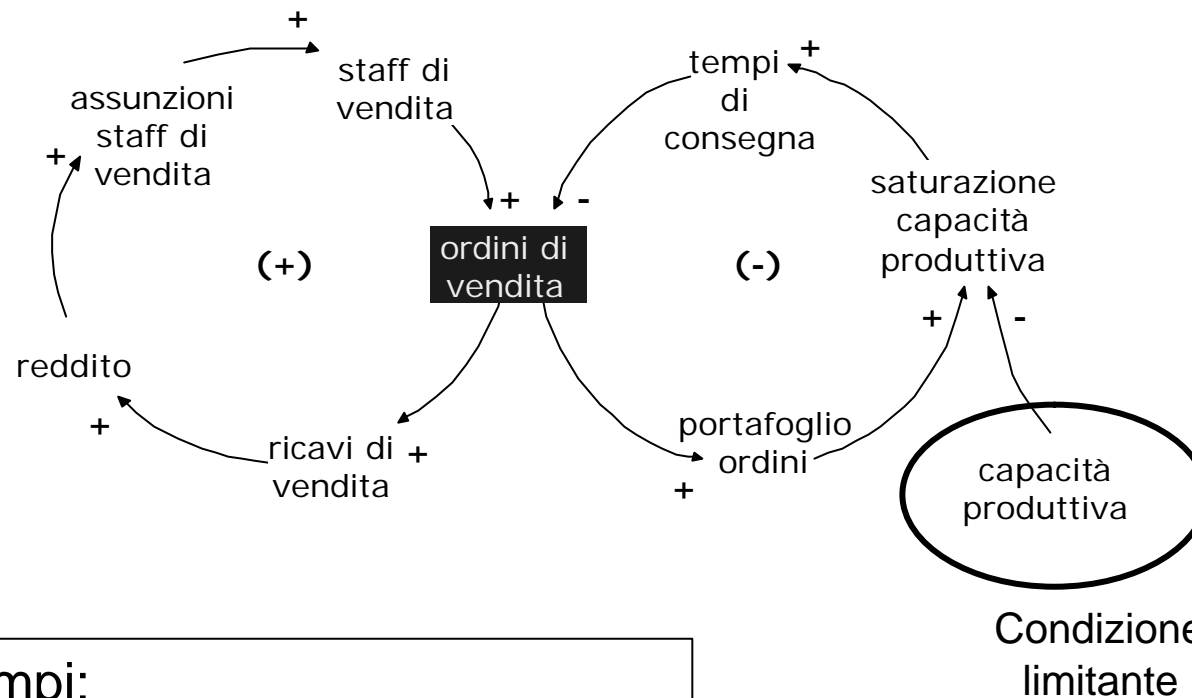 +
staff di
vendita
assunzioni
staff di
vendita
+
+
-
ordini di
vendita
(+)
reddito
+
ricavi di +
vendita
tempi +
di
consegna
saturazione
capacità
produttiva
(-)
+
-
portafoglio
ordini
+
capacità
produttiva
Condizione
limitante
mpi: